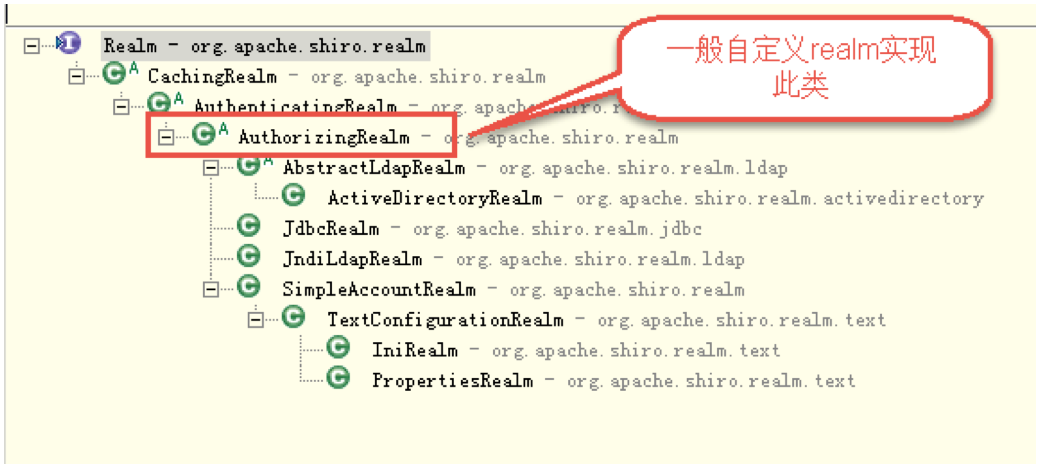 Realm - org.apache.shiro.realm
一般自定义realm实现
此类
CachingRealm - org.apache.shiro.realm
AuthenticatingRealm - org.apache.shiro.r
AuthorizingRealm - org.apache.shiro.realm
AbstractLdapRealm - org.apache.shiro.realm.ldap
ActiveDirectoryRealm - org.apache.shiro.realm.activedirectory
JdbcRealm - org.apache.shiro.realm.jdbc
JndiLdapRealm - org.apache.shiro.realm.ldap
SimpleAccountRealm - org.apache.shiro.realm
TextConfigurationRealm - org.apache.shiro.realm.text
IniRealm - org.apache.shiro.realm.text
PropertiesRealm - org.apache.shiro.realm.text